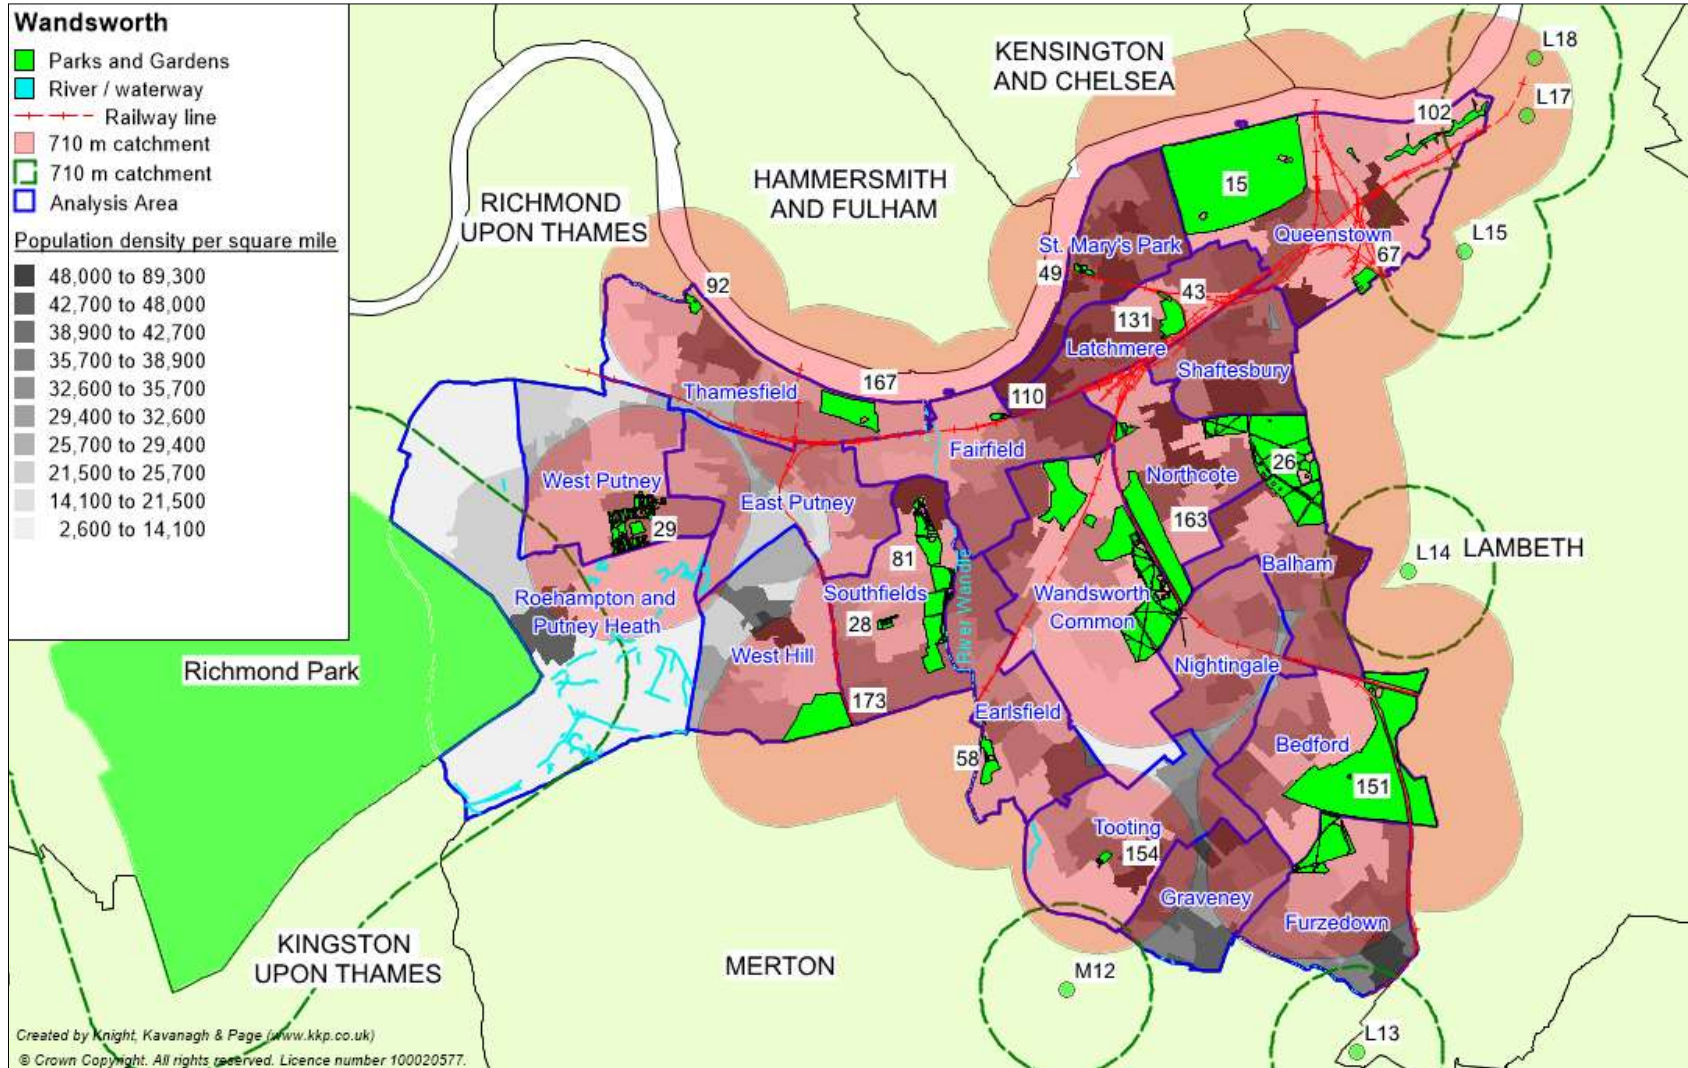 Wandsworth
Parks and Gardens
River / waterway
Railway line
710 m catchment
710 m catchment
Analysis Area
Population density per square mile
48,000 to 89,300
42,700 to 48,000
38,900 to 42,700
35,700 to 38,900
32,600 to 35,700
29,400 to 32,600
25,700 to 29,400
21,500 to 25,700
14,100 to 21,500
2,600 to 14,100
KENSINGTON
AND CHELSEA
L18
L17
102
HAMMERSMITH
AND FULHAM
15
RICHMOND
UPON THAMES
St. Mary's Park
Queenstown
L15
67
49
92
43
131
Latchmere
Shaftesbury
167
Thamesfield
110
Fairfield
26
Northcote
West Putney
East Putney
163
29
81
River Wandle
L14
LAMBETH
Balham
Southfields
Wandsworth
Common
28
Roehampton and
Putney Heath
West Hill
Nightingale
Richmond Park
173
Earlsfield
Bedford
58
151
Tooting
154
Graveney
Furzedown
KINGSTON
UPON THAMES
MERTON
M12
L13
Created by Knight, Kavanagh & Page (www.kkp.co.uk)
© Crown Copyright. All rights reserved. Licence number 100020577.